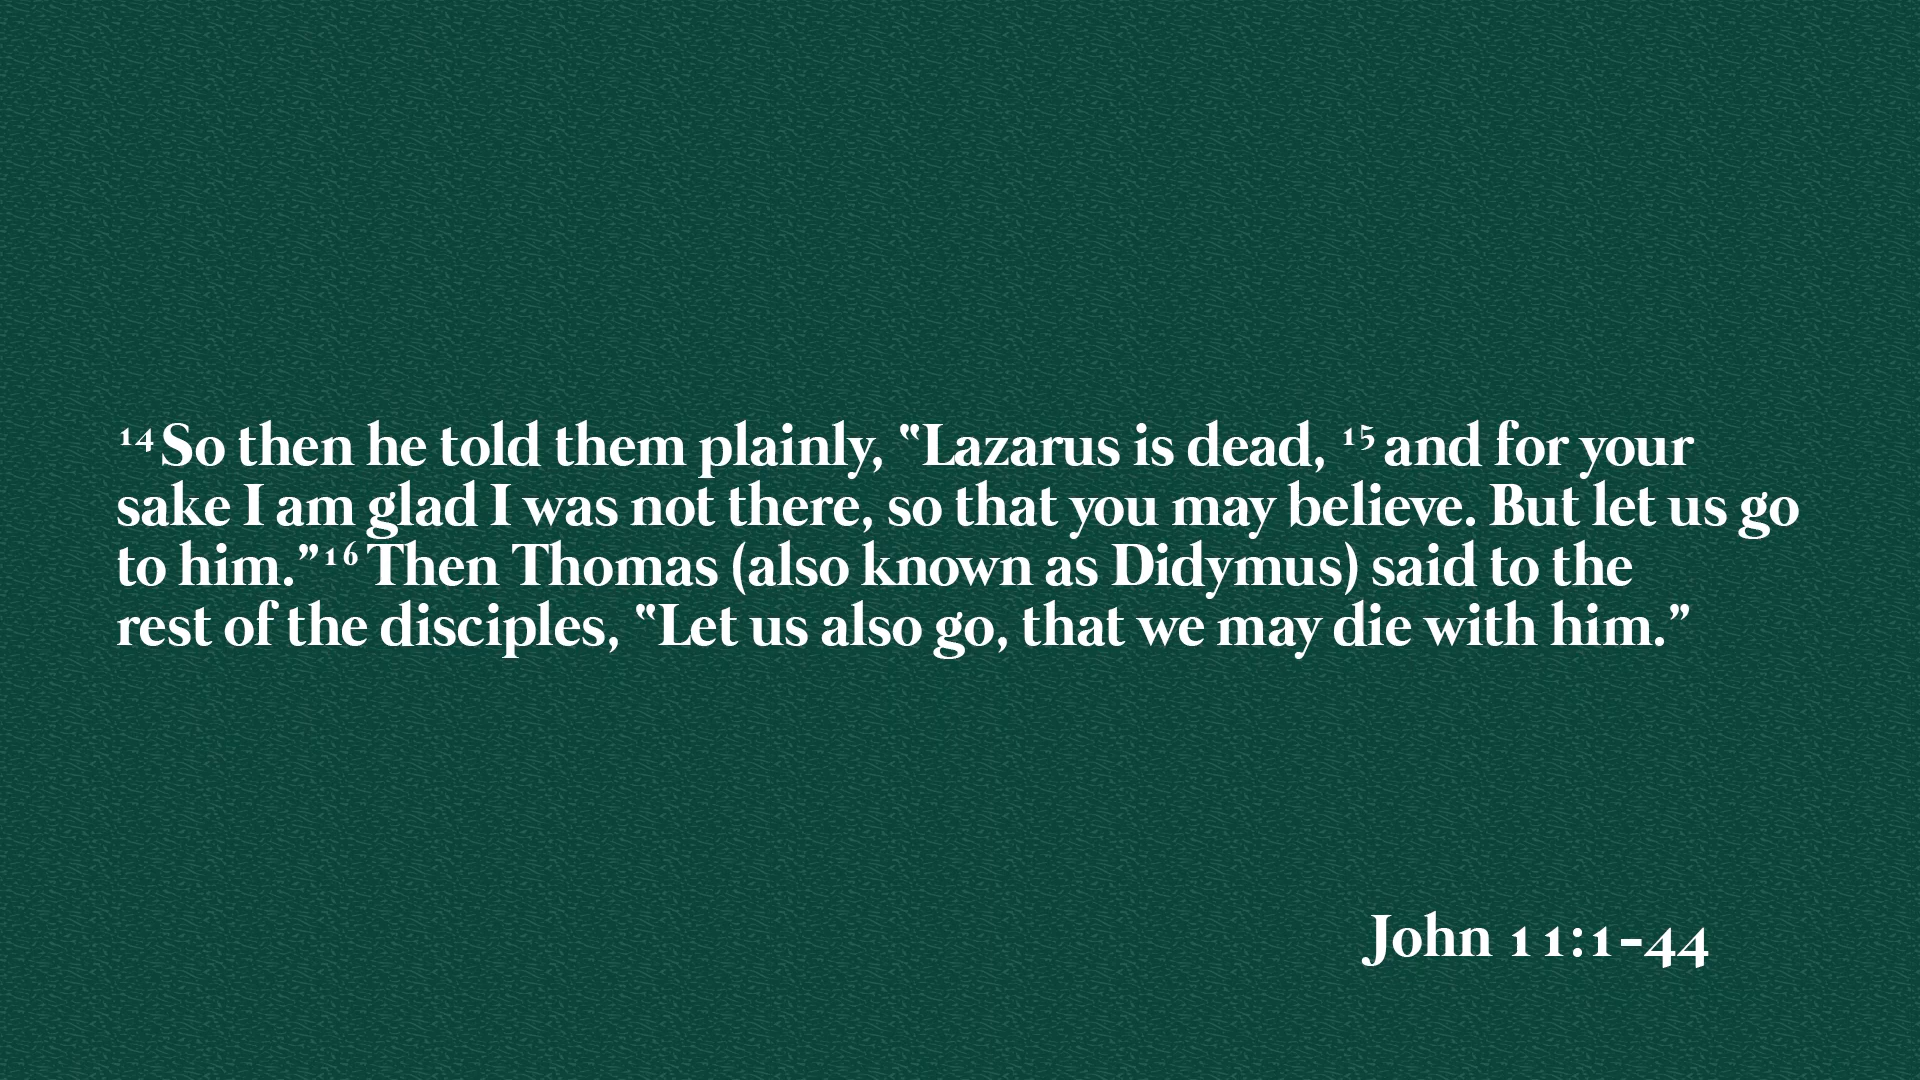 ¹⁴So then he told them plainly, “Lazarus is dead, ¹⁵and for your
sake I am glad I was not there, so that you may believe. But let us go
to him.”¹⁶Then Thomas (also known as Didymus) said to the
rest of the disciples, “Let us also go, that we may die with him.”
John 11:1-44